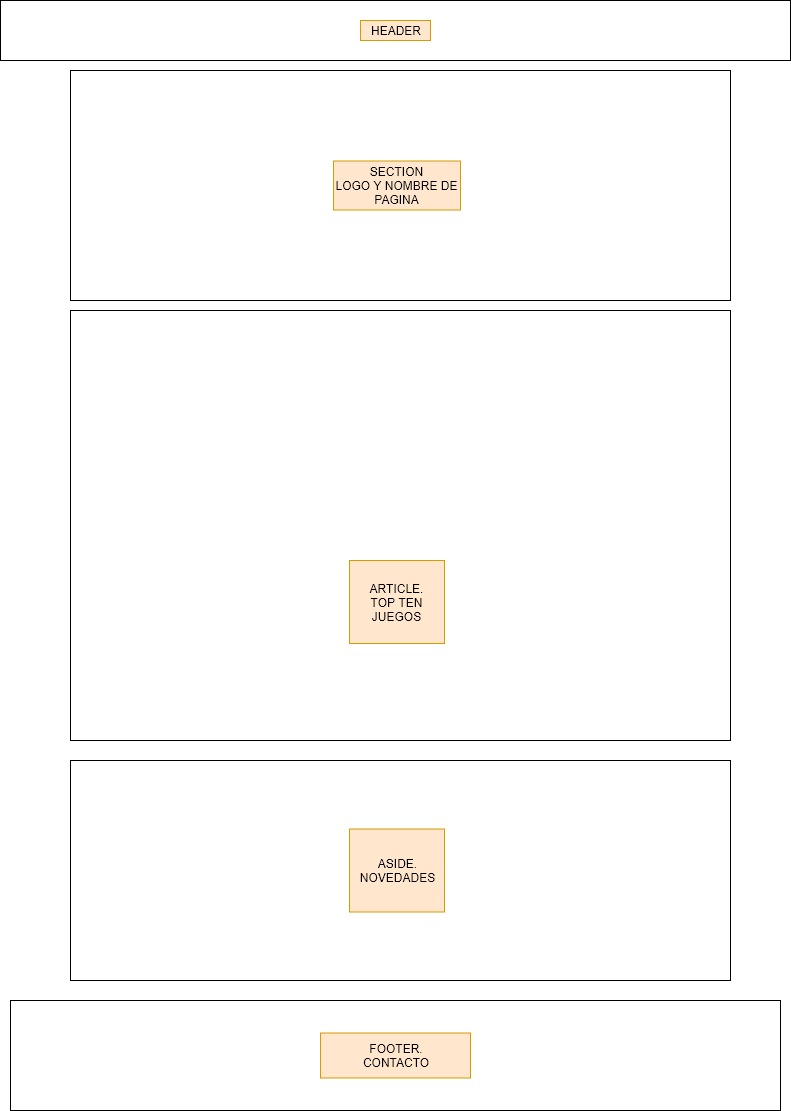 HEADER
SECTION
LOGO Y NOMBRE DE
PAGINA
ARTICLE.
TOP TEN
JUEGOS
ASIDE.
NOVEDADES
FOOTER.
CONTACTO